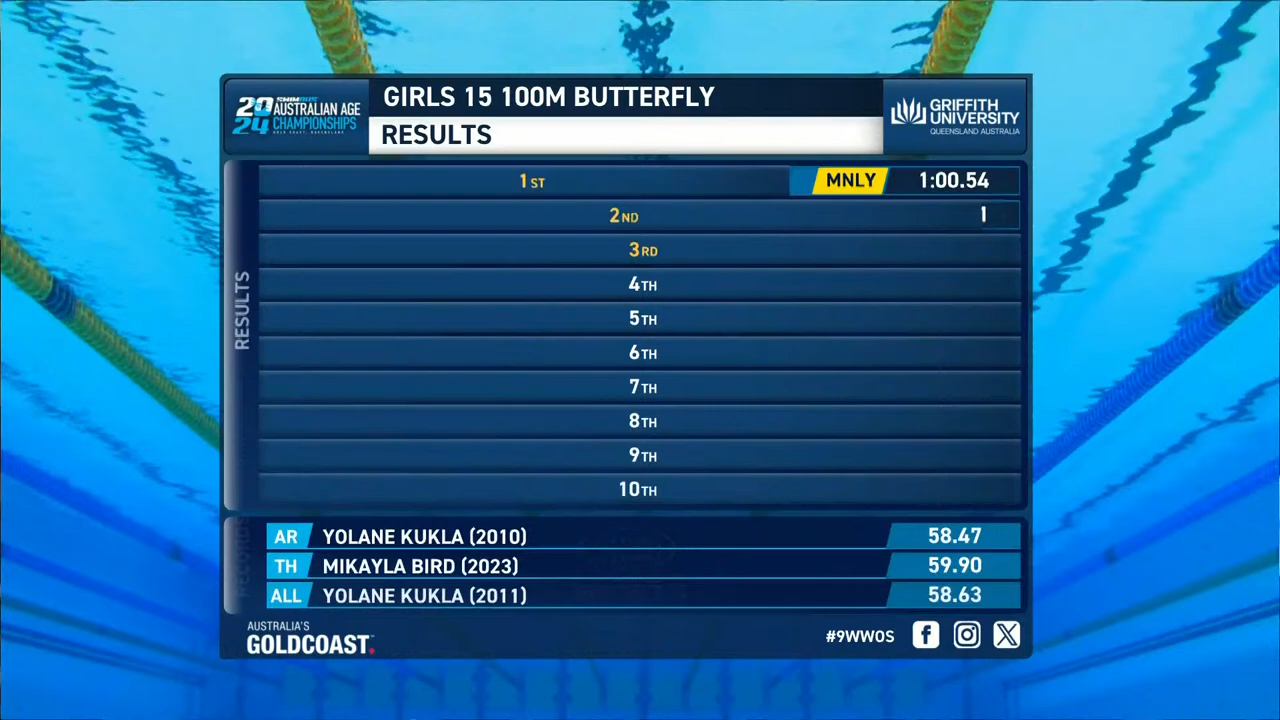 2024 AUSTRALIAN AGE
CHAMPIONSHIPS
GIRLS 15 100M BUTTERFLY
RESULTS
GRIFFITH
UNIVERSITY
QUEENSLAND AUSTRALIA
RESULTS
1ST MNLY 1:00.54
2ND 1
3RD
4TH
5TH
6TH
7TH
8TH
9TH
10TH
RECORDS
AR YOLANE KUKLA (2010) 58.47
TH MIKAYLA BIRD (2023) 59.90
ALL YOLANE KUKLA (2011) 58.63
AUSTRALIA'S
GOLDCOAST.
#9WWOS